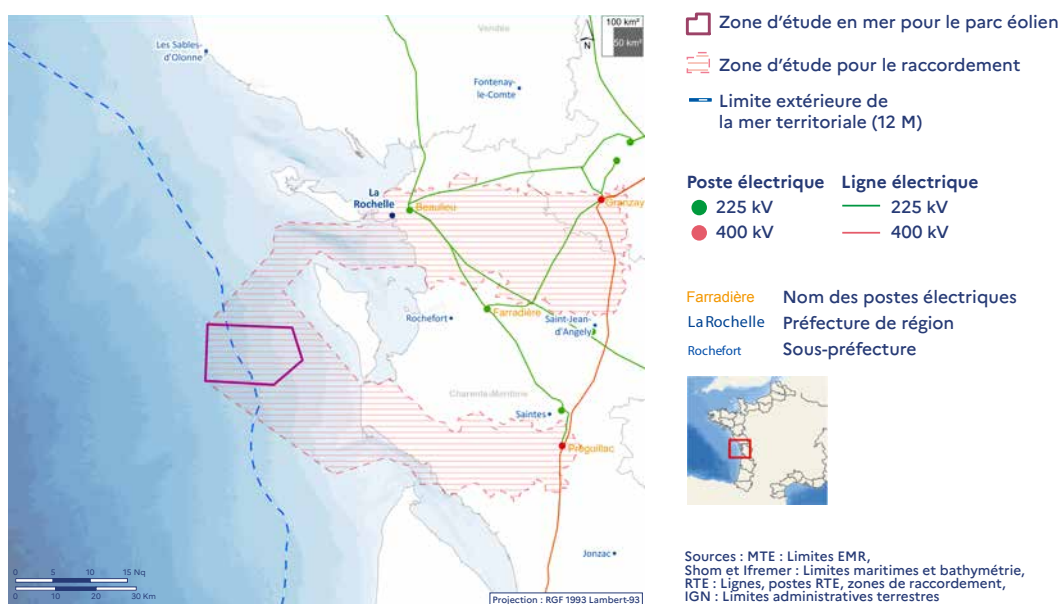 Les Sables-
d'Olonne
Vendée
100 km²
50 km²
N
Fontenay-
le-Comte
La
Rochelle
Beaulieu
Granzay
Rochefort
Farradière
Saint-Jean-
d'Angely
Charente-Maritime
Saintes
Préguillac
Jonzac
0 5 10 15 Nq
0 10 20 30 Km
Projection : RGF 1993 Lambert-93
Zone d'étude en mer pour le parc éolien
Zone d'étude pour le raccordement
Limite extérieure de
la mer territoriale (12 M)
Poste électrique Ligne électrique
225 kV 225 kV
400 kV 400 kV
Farradière Nom des postes électriques
La Rochelle Préfecture de région
Rochefort Sous-préfecture
Sources : MTE : Limites EMR,
Shom et Ifremer : Limites maritimes et bathymétrie,
RTE : Lignes, postes RTE, zones de raccordement,
IGN : Limites administratives terrestres